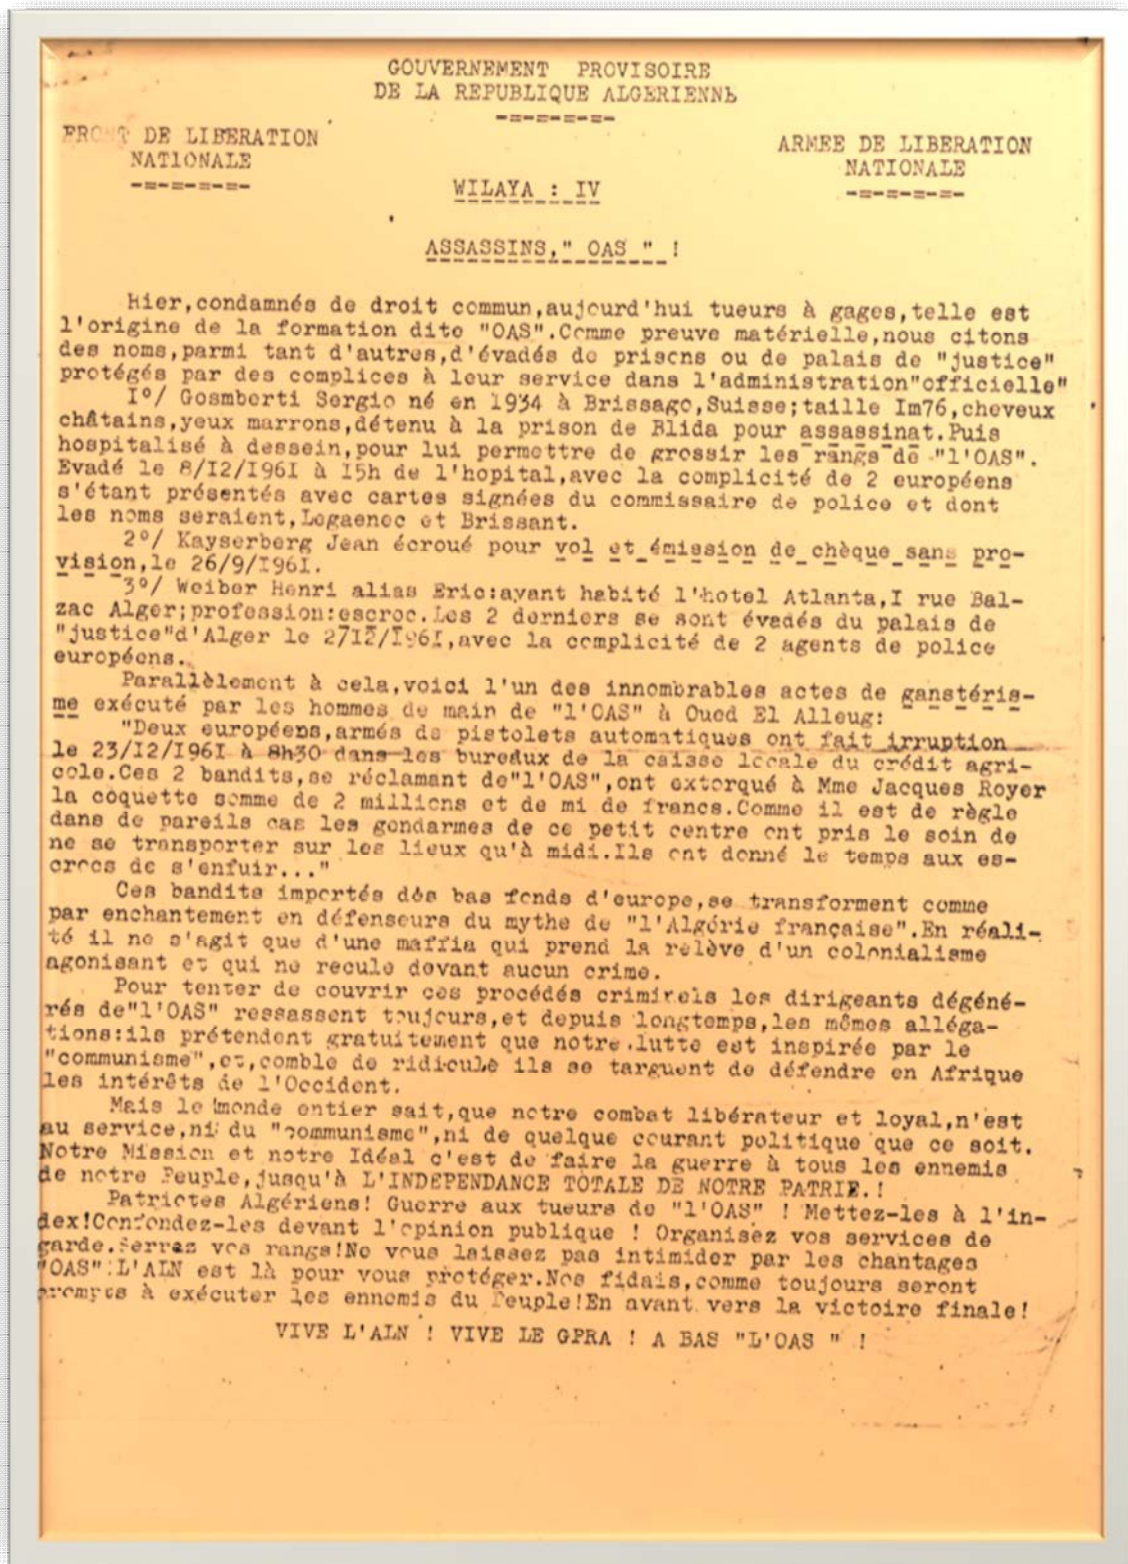 GOUVERNEMENT PROVISOIRE
DE LA REPUBLIQUE ALGERIENNE
-=-=-=-=-
FRONT DE LIBERATION
NATIONALE
-=-=-=-=-
ARMEE DE LIBERATION
NATIONALE
-=-=-=-=-
WILAYA : IV
ASSASSINS," OAS " !
Hier,condamnés de droit commun,aujourd'hui tueurs à gages,telle est
l'origine de la formation dite "OAS".Comme preuve matérielle,nous citons
des noms,parmi tant d'autres,d'évadés de prisons ou de palais de "justice"
protégés par des complices à leur service dans l'administration"officielle"
I°/ Gosmberti Sergio né en 1934 à Brissago,Suisse;taille Im76,cheveux
châtains,yeux marrons,détenu à la prison de Blida pour assassinat.Puis
hospitalisé à dessein,pour lui permettre de grossir les rangs de "l'OAS".
Evadé le 8/I2/I96I à I5h de l'hopital,avec la complicité de 2 européens
s'étant présentés avec cartes signées du commissaire de police et dont
les noms seraient,Legaenec et Brissant.
2°/ Kayserberg Jean écroué pour vol et émission de chèque sans pro-
vision,le 26/9/I96I.
3°/ Weiber Henri alias Eric:ayant habité l'hotel Atlanta,I rue Bal-
zac Alger;profession:escroc.Les 2 derniers se sont évadés du palais de
"justice"d'Alger le 27I2/I96I,avec la complicité de 2 agents de police
européens.
Parallèlement à cela,voici l'un des innombrables actes de ganstéris-
me exécuté par les hommes de main de "l'OAS" à Oued El Alleug:
"Deux européens,armés de pistolets automatiques ont fait irruption
le 23/I2/I96I à 8h30 dans les bureaux de la caisse locale du crédit agri-
cole.Ces 2 bandits,se réclamant de"l'OAS",ont extorqué à Mme Jacques Royer
la coquette somme de 2 millions et de mi de francs.Comme il est de règle
dans de pareils cas les gendarmes de ce petit centre ont pris le soin de
ne se transporter sur les lieux qu'à midi.Ils ont donné le temps aux es-
crocs de s'enfuir..."
Ces bandits importés dés bas fonds d'europe,se transforment comme
par enchantement en défenseurs du mythe de "l'Algérie française".En réali-
té il ne s'agit que d'une maffia qui prend la relève d'un colonialisme
agonisant et qui ne recule devant aucun crime.
Pour tenter de couvrir ces procédés criminels les dirigeants dégéné-
rés de"l'OAS" ressassent toujours,et depuis longtemps,les mêmes alléga-
tions:ils prétendent gratuitement que notre lutte est inspirée par le
"communisme",et,comble de ridicule ils se targuent de défendre en Afrique
les intérêts de l'Occident.
Mais le monde entier sait,que notre combat libérateur et loyal,n'est
au service,ni du "communisme",ni de quelque courant politique que ce soit.
Notre Mission et notre Idéal c'est de faire la guerre à tous les ennemis
de notre Peuple,jusqu'à L'INDEPENDANCE TOTALE DE NOTRE PATRIE.!
Patriotes Algériens! Guerre aux tueurs de "l'OAS" ! Mettez-les à l'in-
dex!Confondez-les devant l'opinion publique ! Organisez vos services de
garde.Serrez vos rangs!Ne vous laissez pas intimider par les chantages
"OAS".L'ALN est là pour vous protéger.Nos fidais,comme toujours seront
prompts à exécuter les ennemis du Peuple!En avant vers la victoire finale!
VIVE L'ALN ! VIVE LE GPRA ! A BAS "L'OAS " !